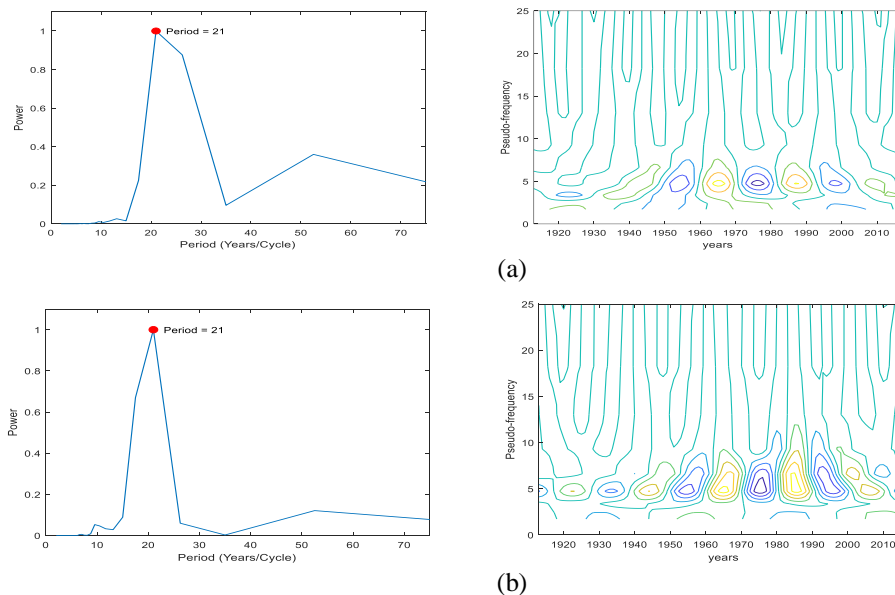 1
0.8
0.6
0.4
0.2
0
Power
Period = 21
0 10 20 30 40 50 60 70
Period (Years/Cycle)
25
20
15
10
5
0
Pseudo-frequency
1920 1930 1940 1950 1960 1970 1980 1990 2000 2010
years
(a)
1
0.8
0.6
0.4
0.2
0
Power
Period = 21
0 10 20 30 40 50 60 70
Period (Years/Cycle)
25
20
15
10
5
0
Pseudo-frequency
1920 1930 1940 1950 1960 1970 1980 1990 2000 2010
years
(b)